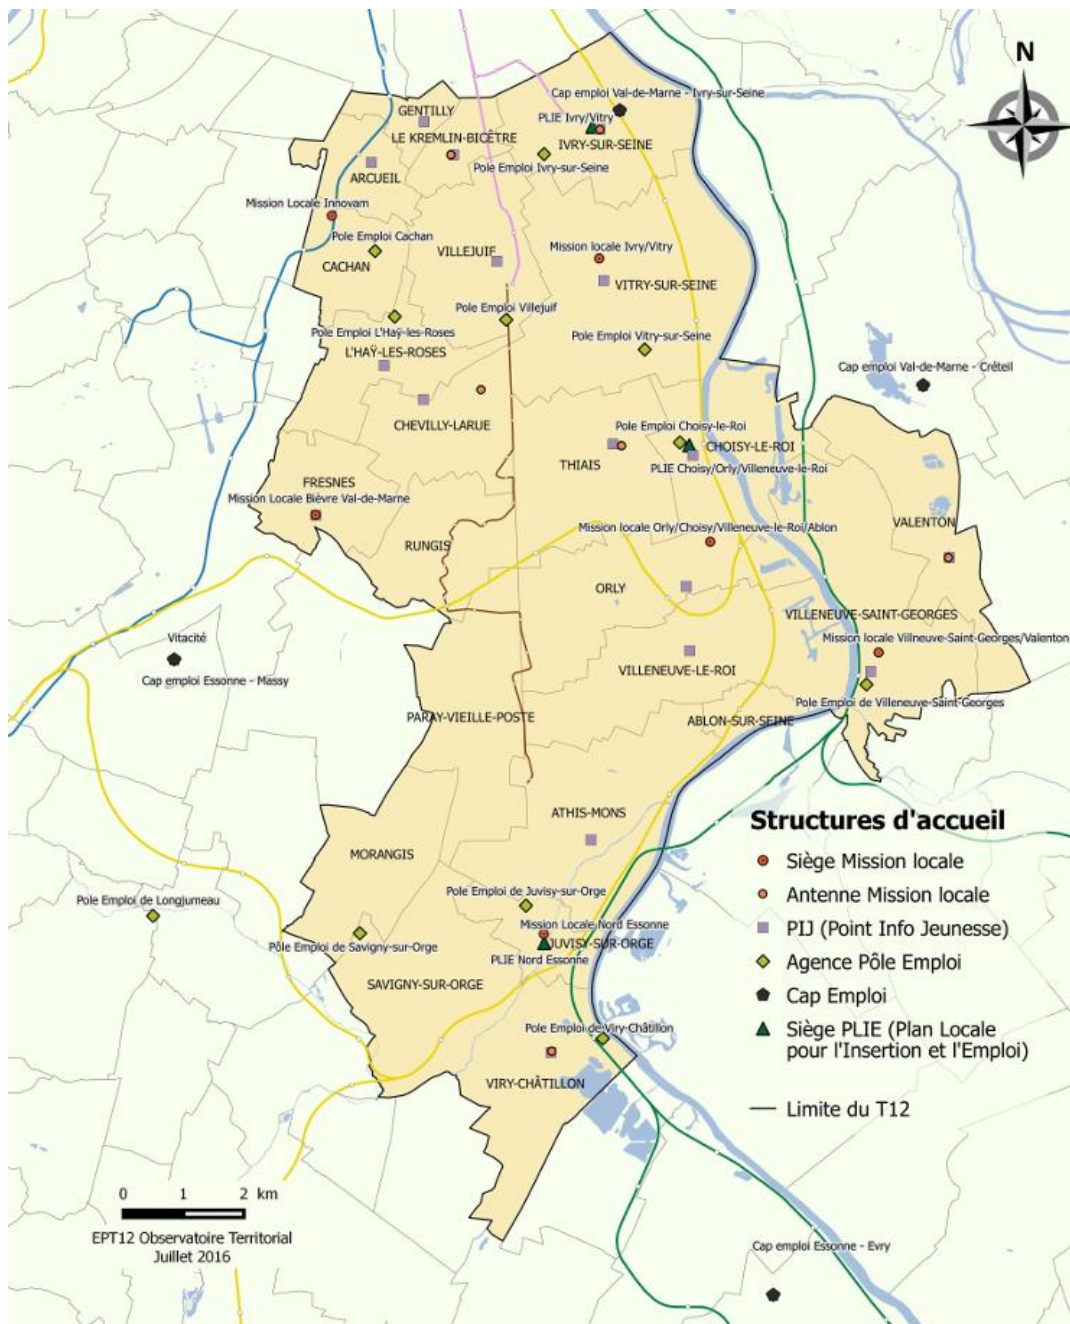 N
Cap emploi Val-de-Marne - Ivry-sur-Seine
GENTILLY
PLIE Ivry/Vitry
LE KREMLIN-BICÊTRE
IVRY-SUR-SEINE
Pole Emploi Ivry-sur-Seine
ARCUEIL
Mission Locale Innovam
Pole Emploi Cachan
VILLEJUIF
Mission locale Ivry/Vitry
CACHAN
VITRY-SUR-SEINE
Pole Emploi Villejuif
Pole Emploi L'Haÿ-les-Roses
Pole Emploi Vitry-sur-Seine
L'HAŸ-LES-ROSES
Cap emploi Val-de-Marne - Créteil
CHEVILLY-LARUE
Pole Emploi Choisy-le-Roi
CHOISY-LE-ROI
THIAIS
PLIE Choisy/Orly/Villeneuve-le-Roi
FRESNES
Mission Locale Bièvre Val-de-Marne
VALENTON
Mission locale Orly/Choisy/Villeneuve-le-Roi/Ablon
RUNGIS
ORLY
VILLENEUVE-SAINT-GEORGES
Vitacité
Mission locale Villneuve-Saint-Georges/Valenton
VILLENEUVE-LE-ROI
Cap emploi Essonne - Massy
Pole Emploi de Villeneuve-Saint-Georges
PARAY-VIEILLE-POSTE
ABLON-SUR-SEINE
ATHIS-MONS
MORANGIS
Pole Emploi de Juvisy-sur-Orge
Pole Emploi de Longjumeau
Mission Locale Nord Essonne
Pôle Emploi de Savigny-sur-Orge
JUVISY-SUR-ORGE
PLIE Nord Essonne
SAVIGNY-SUR-ORGE
Pole Emploi de Viry-Châtillon
VIRY-CHÂTILLON
Structures d'accueil
Siège Mission locale
Antenne Mission locale
PIJ (Point Info Jeunesse)
Agence Pôle Emploi
Cap Emploi
Siège PLIE (Plan Locale
pour l'Insertion et l'Emploi)
Limite du T12
0 1 2 km
EPT12 Observatoire Territorial
Juillet 2016
Cap emploi Essonne - Evry